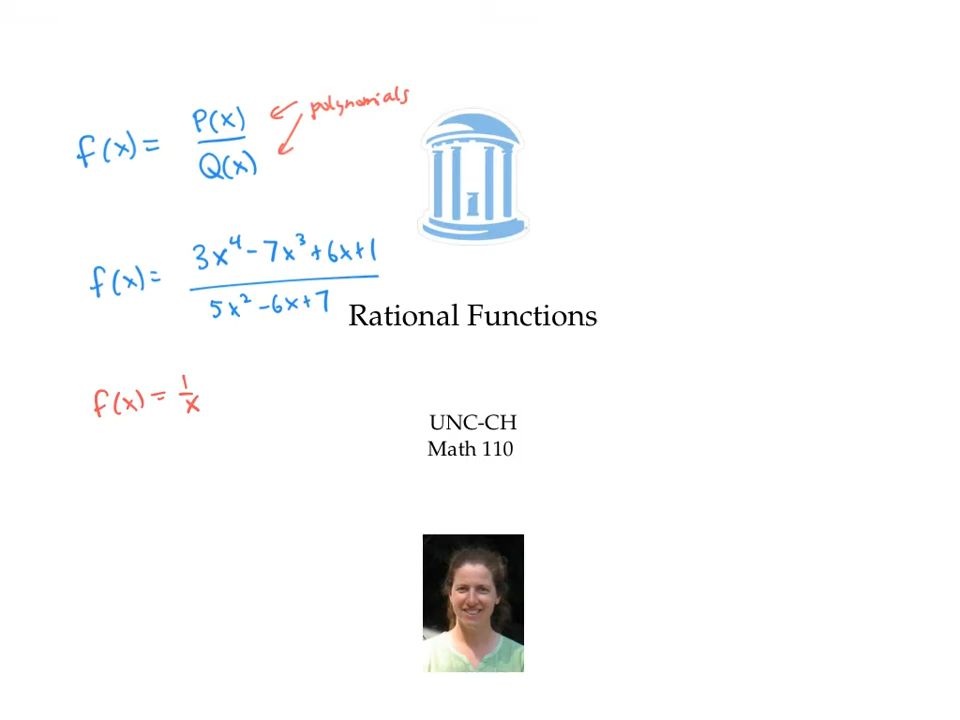 f(x) = P(x)/Q(x) ← polynomials
f(x) = (3x⁴ - 7x³ + 6x + 1)/(5x² - 6x + 7)
Rational Functions
f(x) = 1/x
UNC-CH
Math 110